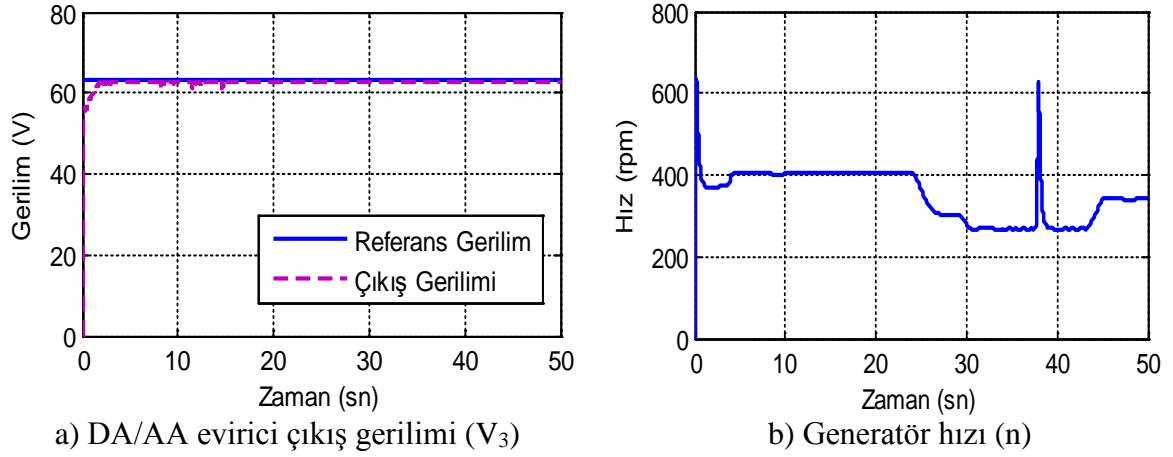 80
60
40
20
0
Gerilim (V)
Referans Gerilim
Çıkış Gerilimi
0 10 20 30 40 50
Zaman (sn)
a) DA/AA evirici çıkış gerilimi (V₃)
800
600
400
200
0
Hız (rpm)
0 10 20 30 40 50
Zaman (sn)
b) Generatör hızı (n)